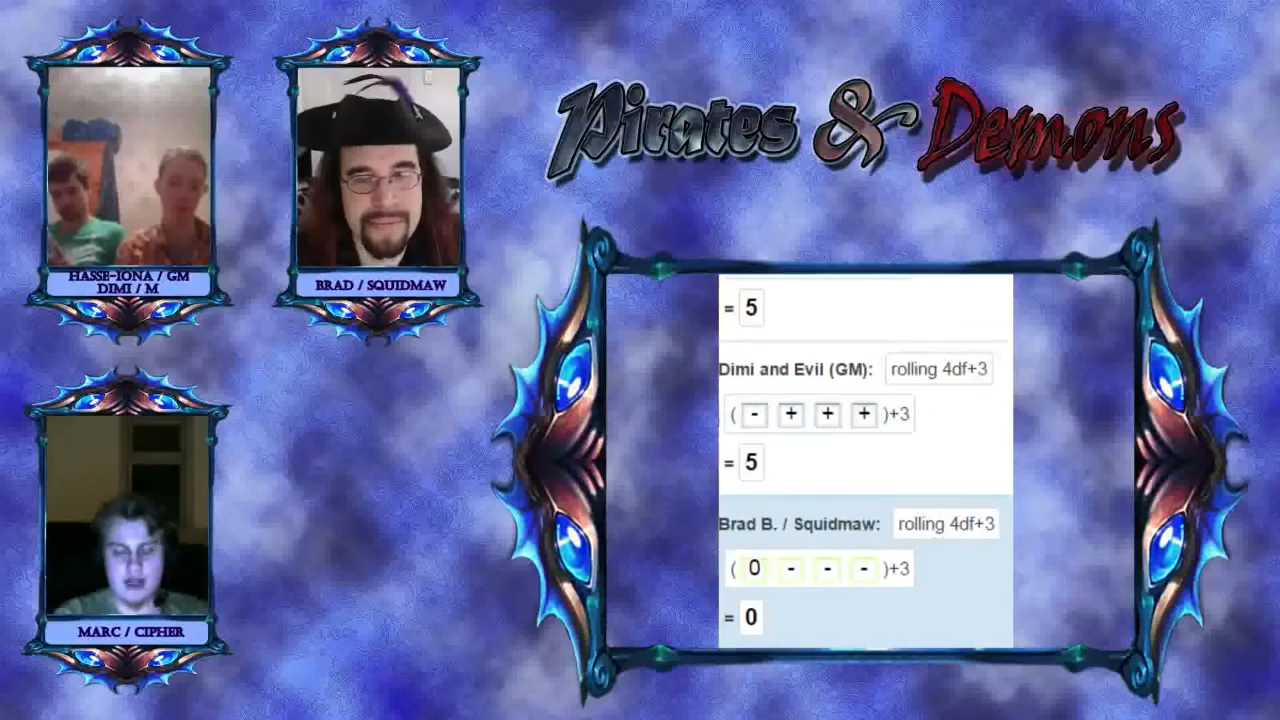 Pirates & Demons
HASSE-IONA / GM
DIMI / M
BRAD / SQUIDMAW
= 5
Dimi and Evil (GM): rolling 4df+3
( - + + + )+3
= 5
Brad B. / Squidmaw: rolling 4df+3
( 0 - - - )+3
= 0
MARC / CIPHER